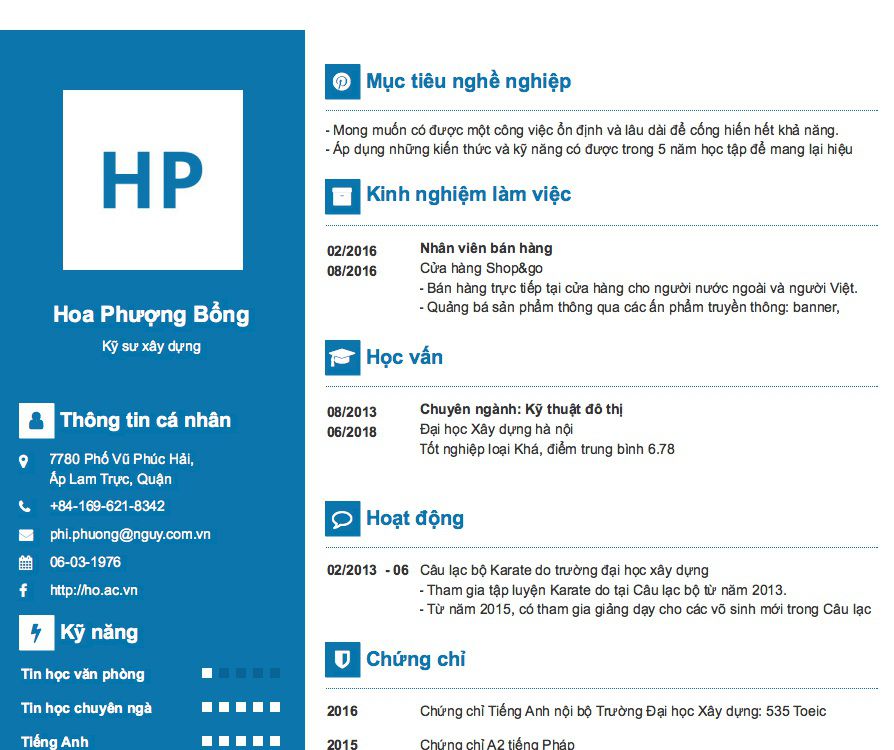 HP
Hoa Phượng Bổng
Kỹ sư xây dựng
Thông tin cá nhân
7780 Phố Vũ Phúc Hải,
Ấp Lam Trực, Quận
+84-169-621-8342
phi.phuong@nguy.com.vn
06-03-1976
http://ho.ac.vn
Kỹ năng
Tin học văn phòng
Tin học chuyên ngà
Tiếng Anh
Mục tiêu nghề nghiệp
- Mong muốn có được một công việc ổn định và lâu dài để cống hiến hết khả năng.
- Áp dụng những kiến thức và kỹ năng có được trong 5 năm học tập để mang lại hiệu
Kinh nghiệm làm việc
02/2016
08/2016
Nhân viên bán hàng
Cửa hàng Shop&go
- Bán hàng trực tiếp tại cửa hàng cho người nước ngoài và người Việt.
- Quảng bá sản phẩm thông qua các ấn phẩm truyền thông: banner,
Học vấn
08/2013
06/2018
Chuyên ngành: Kỹ thuật đô thị
Đại học Xây dựng hà nội
Tốt nghiệp loại Khá, điểm trung bình 6.78
Hoạt động
02/2013 - 06 Câu lạc bộ Karate do trường đại học xây dựng
- Tham gia tập luyện Karate do tại Câu lạc bộ từ năm 2013.
- Từ năm 2015, có tham gia giảng dạy cho các võ sinh mới trong Câu lạc
Chứng chỉ
2016 Chứng chỉ Tiếng Anh nội bộ Trường Đại học Xây dựng: 535 Toeic
2015 Chứng chỉ A2 tiếng Pháp